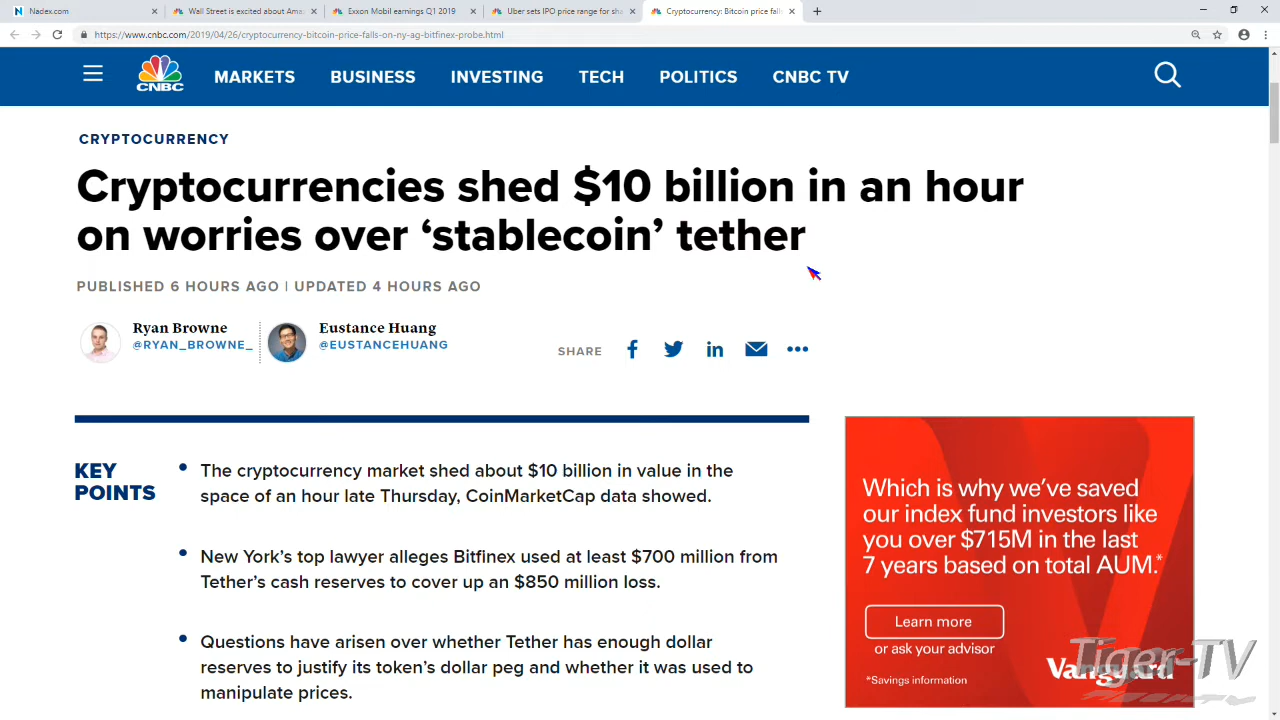 Nadex.com
Wall Street is excited about Ama
Exxon Mobil earnings Q1 2019
Uber sets IPO price range for sha
Cryptocurrency: Bitcoin price falls
https://www.cnbc.com/2019/04/26/cryptocurrency-bitcoin-price-falls-on-ny-ag-bitfinex-probe.html
CNBC
MARKETS BUSINESS INVESTING TECH POLITICS CNBC TV
CRYPTOCURRENCY
Cryptocurrencies shed $10 billion in an hour
on worries over ‘stablecoin’ tether
PUBLISHED 6 HOURS AGO | UPDATED 4 HOURS AGO
Ryan Browne
@RYAN_BROWNE_
Eustance Huang
@EUSTANCEHUANG
SHARE
KEY
POINTS
• The cryptocurrency market shed about $10 billion in value in the
space of an hour late Thursday, CoinMarketCap data showed.
• New York’s top lawyer alleges Bitfinex used at least $700 million from
Tether’s cash reserves to cover up an $850 million loss.
• Questions have arisen over whether Tether has enough dollar
reserves to justify its token’s dollar peg and whether it was used to
manipulate prices.
Which is why we’ve saved
our index fund investors like
you over $715M in the last
7 years based on total AUM.*
Learn more
or ask your advisor
*Savings information
Vanguard
Tiger-TV